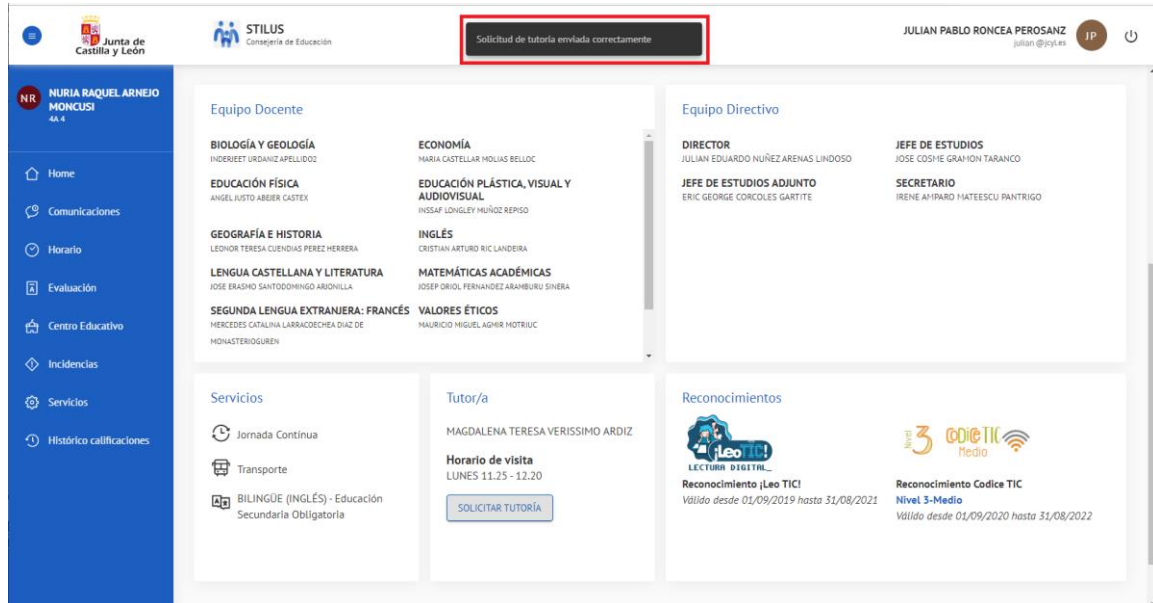 Junta de
Castilla y León
STILUS
Consejería de Educación
Solicitud de tutoría enviada correctamente
JULIAN PABLO RONCEA PEROSANZ
julian @jcyl.es
JP
NR
NURIA RAQUEL ARNEJO
MONCUSI
4A 4
Home
Comunicaciones
Horario
Evaluación
Centro Educativo
Incidencias
Servicios
Histórico calificaciones
Equipo Docente
BIOLOGÍA Y GEOLOGÍA
INDERJEET URDANIZ APELLIDO2
ECONOMÍA
MARIA CASTELLAR MOLIAS BELLOC
EDUCACIÓN FÍSICA
ANGEL JUSTO ABEJER CASTEX
EDUCACIÓN PLÁSTICA, VISUAL Y
AUDIOVISUAL
INSSAF LONGLEY MUÑOZ REPISO
GEOGRAFÍA E HISTORIA
LEONOR TERESA CUENDIAS PEREZ HERRERA
INGLÉS
CRISTIAN ARTURO RIC LANDEIRA
LENGUA CASTELLANA Y LITERATURA
JOSE ERASMO SANTODOMINGO ARJONILLA
MATEMÁTICAS ACADÉMICAS
JOSEP ORIOL FERNANDEZ ARAMBURU SINERA
SEGUNDA LENGUA EXTRANJERA: FRANCÉS
MERCEDES CATALINA LARRACOECHEA DIAZ DE
MONASTERIOGUREN
VALORES ÉTICOS
MAURICIO MIGUEL AGMIR MOTRIUC
Equipo Directivo
DIRECTOR
JULIAN EDUARDO NUÑEZ ARENAS LINDOSO
JEFE DE ESTUDIOS
JOSE COSME GRAMON TARANCO
JEFE DE ESTUDIOS ADJUNTO
ERIC GEORGE CORCOLES GARTITE
SECRETARIO
IRENE AMPARO MATEESCU PANTRIGO
Servicios
Jornada Continua
Transporte
BILINGÜE (INGLÉS) - Educación
Secundaria Obligatoria
Tutor/a
MAGDALENA TERESA VERISSIMO ARDIZ
Horario de visita
LUNES 11.25 - 12.20
SOLICITAR TUTORÍA
Reconocimientos
¡Leo TIC!
LECTURA DIGITAL_
Reconocimiento ¡Leo TIC!
Válido desde 01/09/2019 hasta 31/08/2021
Nivel 3 CODICE TIC
Medio
Reconocimiento Codice TIC
Nivel 3-Medio
Válido desde 01/09/2020 hasta 31/08/2022